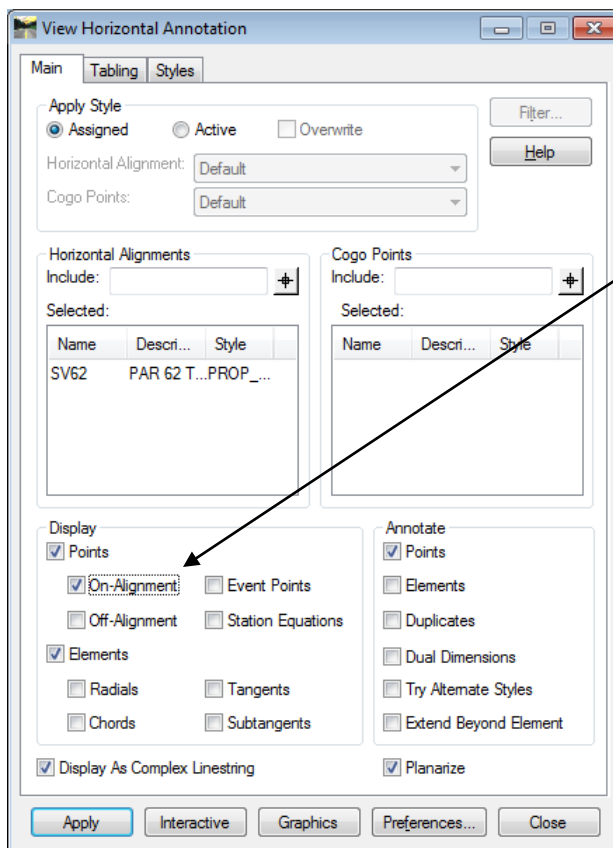 View Horizontal Annotation
Main Tabling Styles
Apply Style
Assigned Active Overwrite
Filter...
Horizontal Alignment: Default
Help
Cogo Points: Default
Horizontal Alignments
Include:
Selected:
Name Descri... Style
SV62 PAR 62 T...PROP_...
Cogo Points
Include:
Selected:
Name Descri... Style
Display
Points
On-Alignment Event Points
Off-Alignment Station Equations
Elements
Radials Tangents
Chords Subtangents
Annotate
Points
Elements
Duplicates
Dual Dimensions
Try Alternate Styles
Extend Beyond Element
Display As Complex Linestring
Planarize
Apply Interactive Graphics Preferences... Close